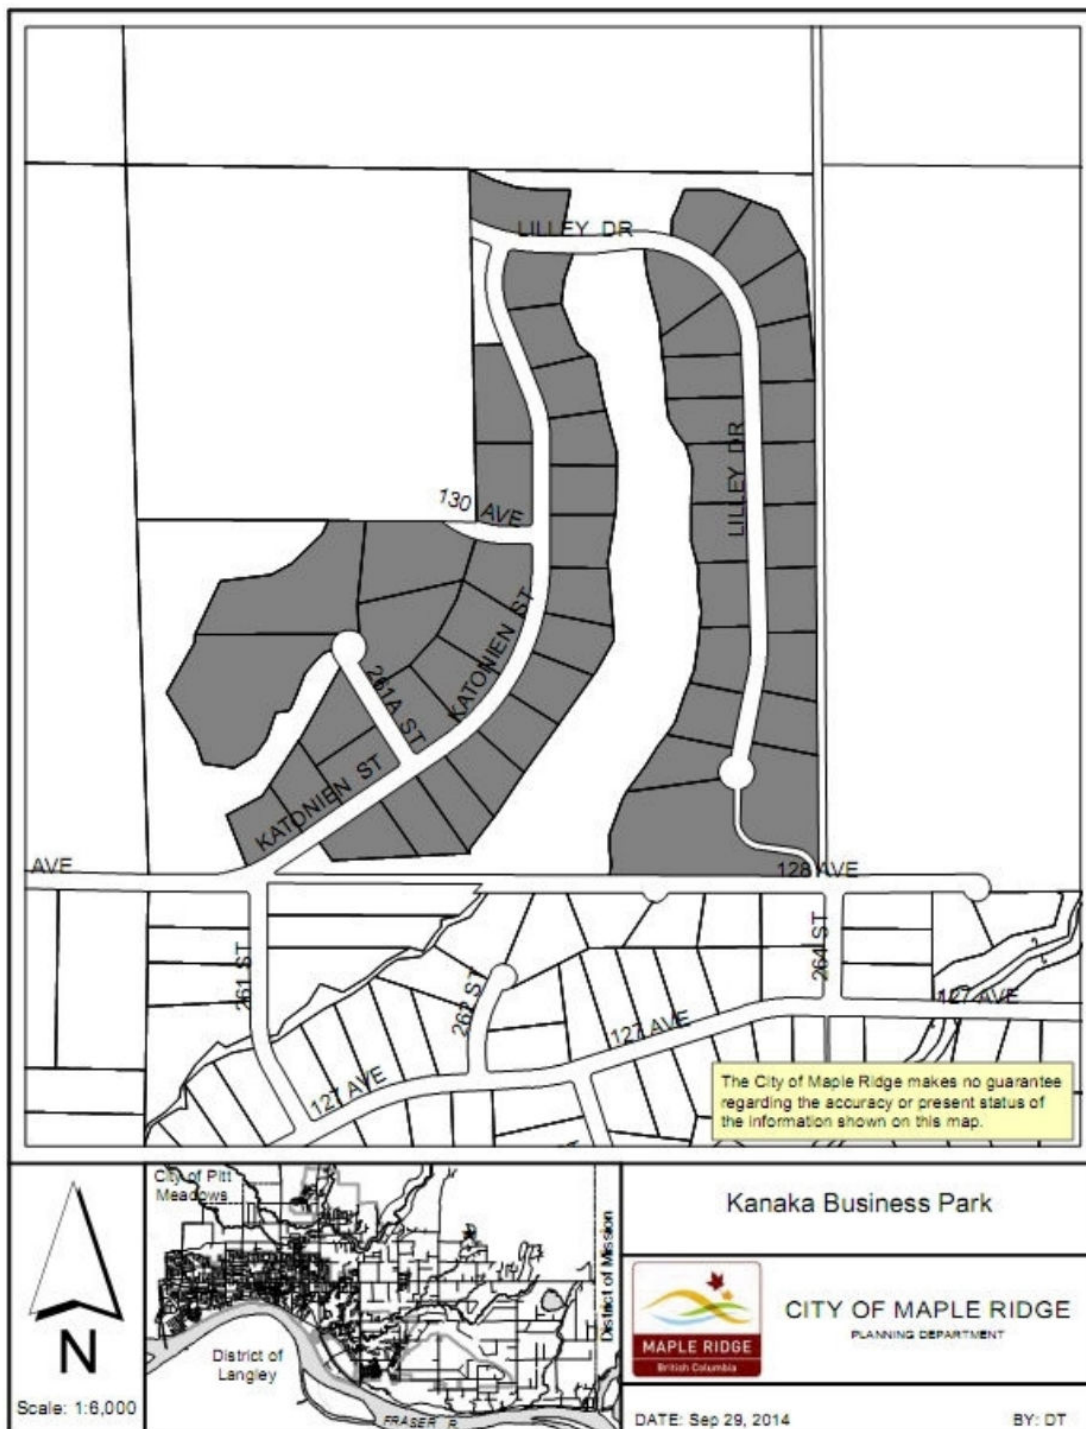 LILLEY DR
130 AVE
LILLEY DR
KATONIEN ST
261A ST
KATONIEN ST
AVE
128 AVE
261 ST
262 ST
264 ST
127 AVE
127 AVE
127 AVE
The City of Maple Ridge makes no guarantee
regarding the accuracy or present status of
the information shown on this map.
N
Scale: 1:6,000
City of Pitt
Meadows
District of
Langley
District of Mission
FRASER R.
Kanaka Business Park
MAPLE RIDGE
British Columbia
CITY OF MAPLE RIDGE
PLANNING DEPARTMENT
DATE: Sep 29, 2014
BY: DT